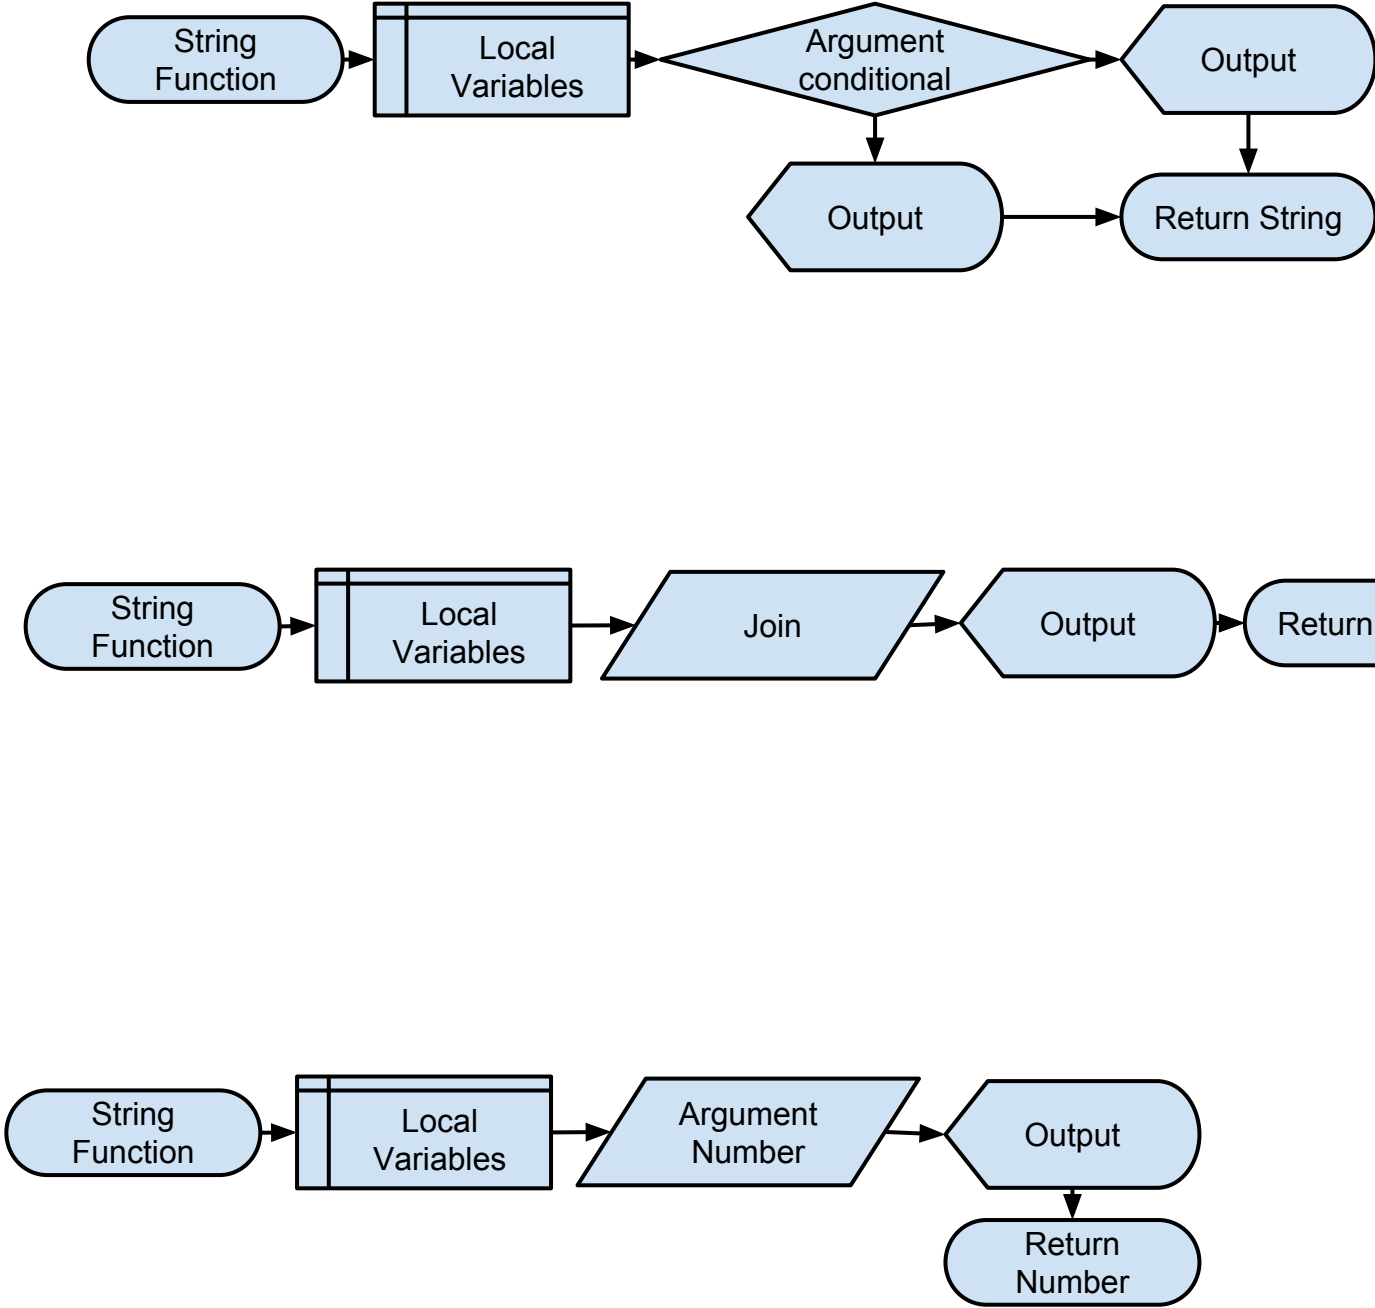 String
Function
Local
Variables
Argument
conditional
Output
Output
Return String
String
Function
Local
Variables
Join
Output
Return
String
Function
Local
Variables
Argument
Number
Output
Return
Number